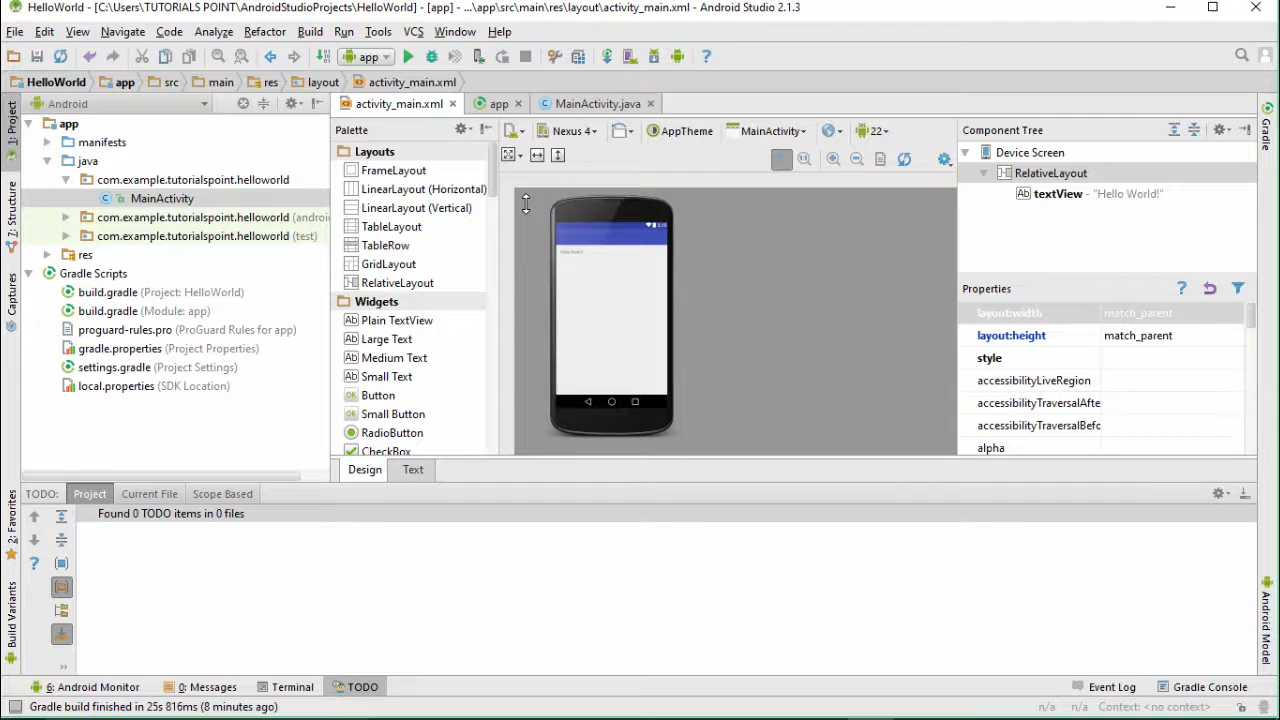 HelloWorld - [C:\Users\TUTORIALS POINT\AndroidStudioProjects\HelloWorld] - [app] - ...\app\src\main\res\layout\activity_main.xml - Android Studio 2.1.3
File Edit View Navigate Code Analyze Refactor Build Run Tools VCS Window Help
app
HelloWorld app src main res layout activity_main.xml
1: Project
7: Structure
Captures
2: Favorites
Build Variants
Android
app
manifests
java
com.example.tutorialspoint.helloworld
MainActivity
com.example.tutorialspoint.helloworld (androi
com.example.tutorialspoint.helloworld (test)
res
Gradle Scripts
build.gradle (Project: HelloWorld)
build.gradle (Module: app)
proguard-rules.pro (ProGuard Rules for app)
gradle.properties (Project Properties)
settings.gradle (Project Settings)
local.properties (SDK Location)
activity_main.xml app MainActivity.java
Palette
Layouts
FrameLayout
LinearLayout (Horizontal)
LinearLayout (Vertical)
TableLayout
TableRow
GridLayout
RelativeLayout
Widgets
Plain TextView
Large Text
Medium Text
Small Text
Button
Small Button
RadioButton
CheckBox
Nexus 4 AppTheme MainActivity 22
Design Text
Component Tree
Device Screen
RelativeLayout
textView - "Hello World!"
Properties
layout:width match_parent
layout:height match_parent
style
accessibilityLiveRegion
accessibilityTraversalAfte
accessibilityTraversalBefc
alpha
Gradle
Android Model
TODO: Project Current File Scope Based
Found 0 TODO items in 0 files
6: Android Monitor 0: Messages Terminal TODO Event Log Gradle Console
Gradle build finished in 25s 816ms (8 minutes ago) n/a n/a Context: <no context>